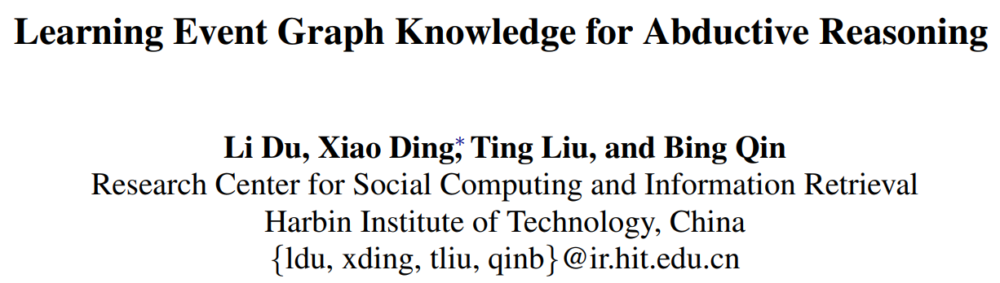 Learning Event Graph Knowledge for Abductive Reasoning
Li Du, Xiao Ding*, Ting Liu, and Bing Qin
Research Center for Social Computing and Information Retrieval
Harbin Institute of Technology, China
{ldu, xding, tliu, qinb}@ir.hit.edu.cn